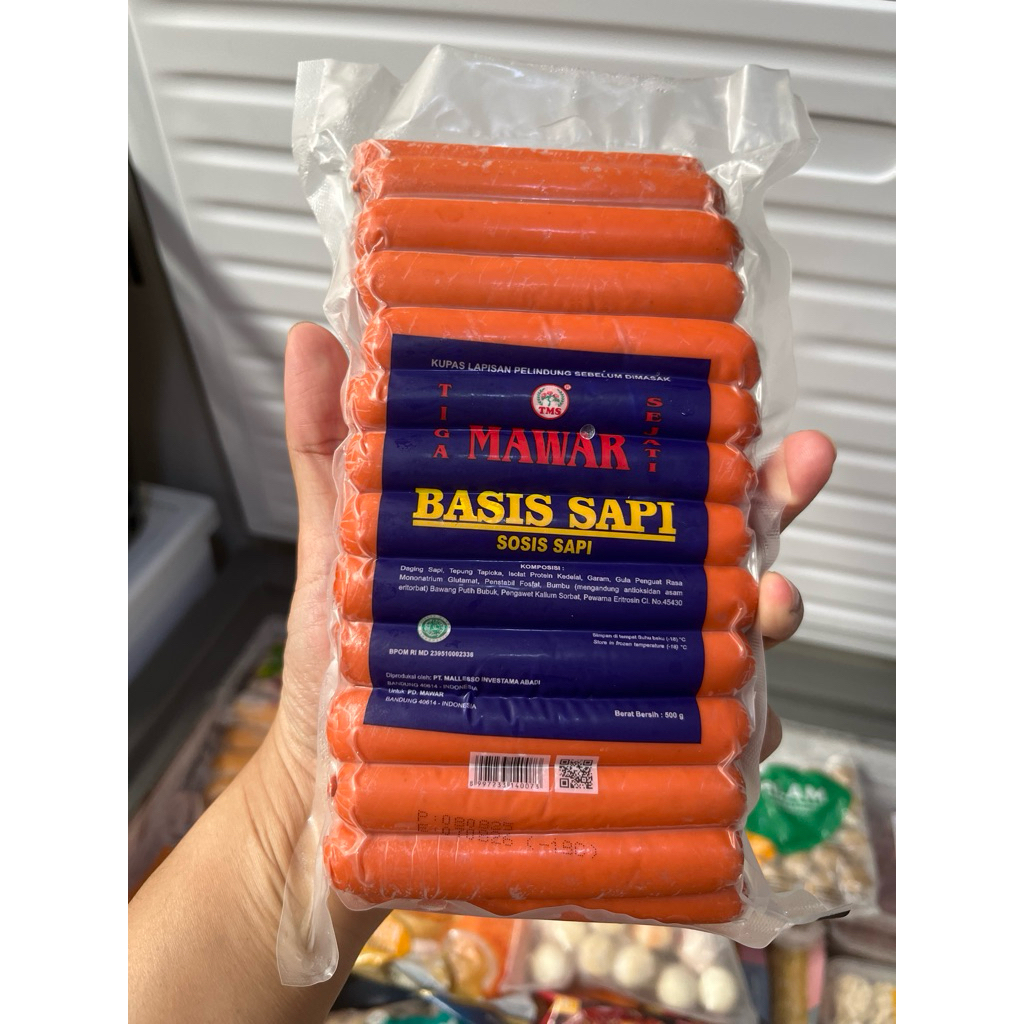 KUPAS LAPISAN PELINDUNG SEBELUM DIMASAK
TMS
TIGA
MAWAR
SEJATI
BASIS SAPI
SOSIS SAPI
KOMPOSISI :
Daging Sapi, Tepung Tapioka, Isolat Protein Kedelai, Garam, Gula Penguat Rasa
Mononatrium Glutamat, Penstabil Fosfat, Bumbu (mengandung antioksidan asam
eritorbat) Bawang Putih Bubuk, Pengawet Kalium Sorbat, Pewarna Eritrosin CI. No.45430
Simpan di tempat Suhu beku (-18) °C
Store in frozen temperature (-18) °C
BPOM RI MD 239510002338
Diproduksi oleh: PT. MALLESSO INVESTAMA ABADI
BANDUNG 40614 - INDONESIA
Untuk: PD. MAWAR
BANDUNG 40614 - INDONESIA
Berat Bersih : 500 g
(-18C)